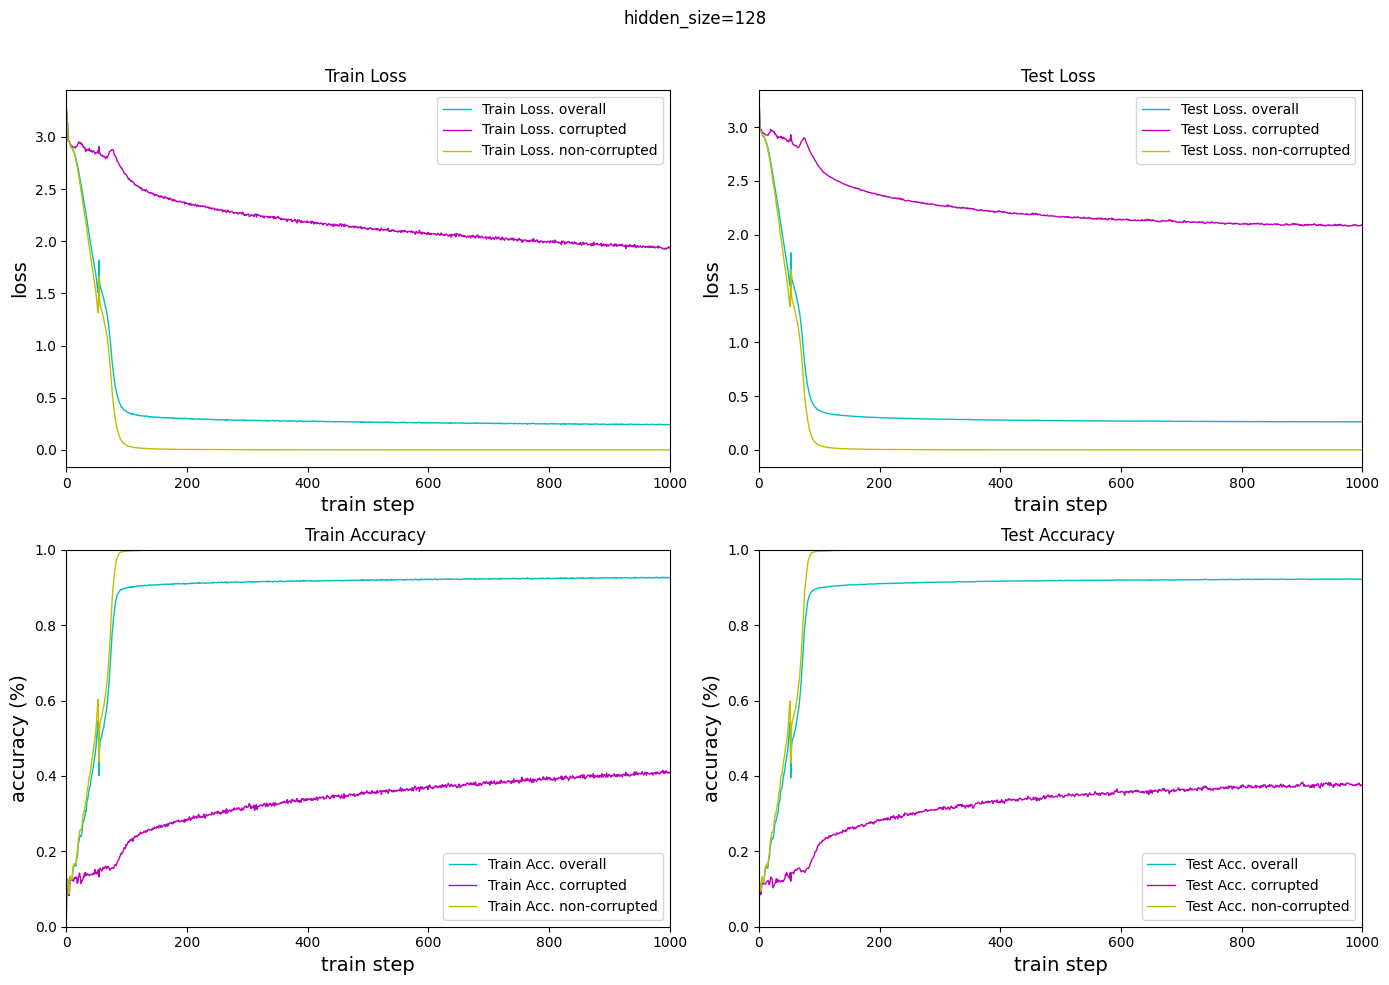 hidden_size=128
Train Loss
Train Loss. overall
Train Loss. corrupted
Train Loss. non-corrupted
loss
3.0
2.5
2.0
1.5
1.0
0.5
0.0
0 200 400 600 800 1000
train step
Test Loss
Test Loss. overall
Test Loss. corrupted
Test Loss. non-corrupted
loss
3.0
2.5
2.0
1.5
1.0
0.5
0.0
0 200 400 600 800 1000
train step
Train Accuracy
accuracy (%)
1.0
0.8
0.6
0.4
0.2
0.0
Train Acc. overall
Train Acc. corrupted
Train Acc. non-corrupted
0 200 400 600 800 1000
train step
Test Accuracy
accuracy (%)
1.0
0.8
0.6
0.4
0.2
0.0
Test Acc. overall
Test Acc. corrupted
Test Acc. non-corrupted
0 200 400 600 800 1000
train step